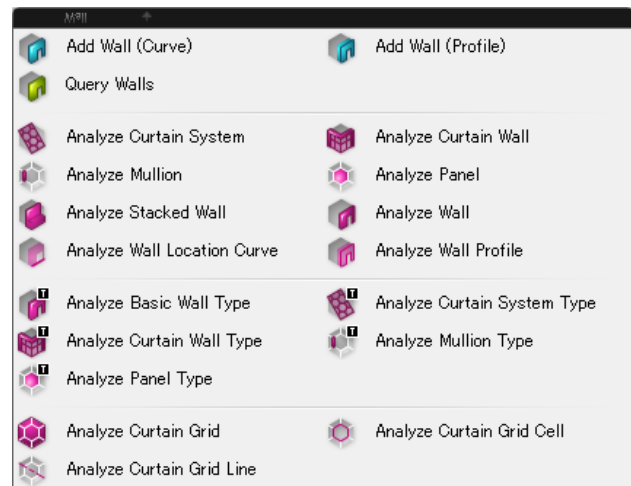 Wall
Add Wall (Curve) Add Wall (Profile)
Query Walls
Analyze Curtain System Analyze Curtain Wall
Analyze Mullion Analyze Panel
Analyze Stacked Wall Analyze Wall
Analyze Wall Location Curve Analyze Wall Profile
T Analyze Basic Wall Type T Analyze Curtain System Type
T Analyze Curtain Wall Type T Analyze Mullion Type
T Analyze Panel Type
Analyze Curtain Grid Analyze Curtain Grid Cell
Analyze Curtain Grid Line